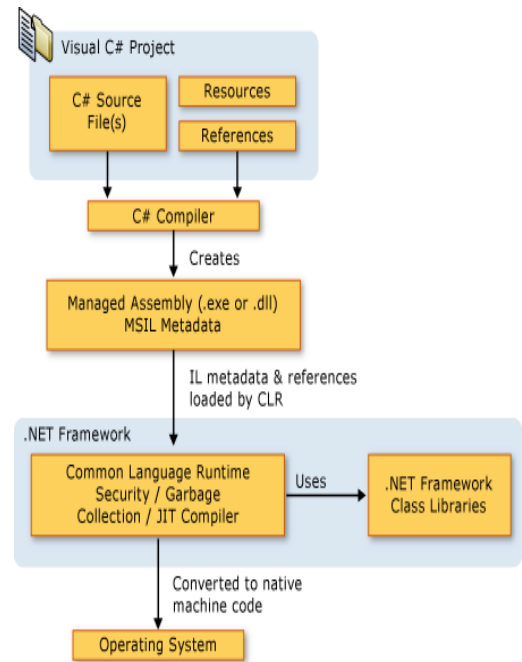 Visual C# Project
C# Source
File(s)
Resources
References
C# Compiler
Creates
Managed Assembly (.exe or .dll)
MSIL Metadata
IL metadata & references
loaded by CLR
.NET Framework
Common Language Runtime
Security / Garbage
Collection / JIT Compiler
Uses
.NET Framework
Class Libraries
Converted to native
machine code
Operating System